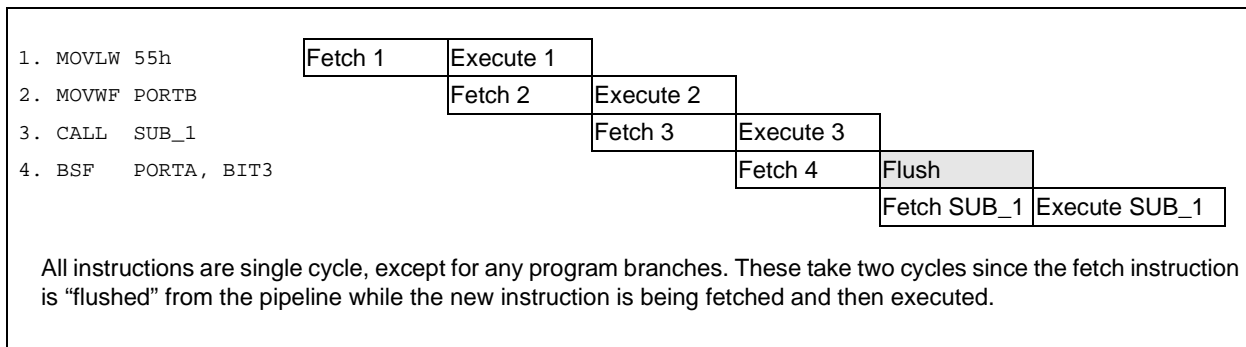 1. MOVLW 55h Fetch 1 Execute 1
2. MOVWF PORTB Fetch 2 Execute 2
3. CALL SUB_1 Fetch 3 Execute 3
4. BSF PORTA, BIT3 Fetch 4 Flush
Fetch SUB_1 Execute SUB_1
All instructions are single cycle, except for any program branches. These take two cycles since the fetch instruction
is “flushed” from the pipeline while the new instruction is being fetched and then executed.